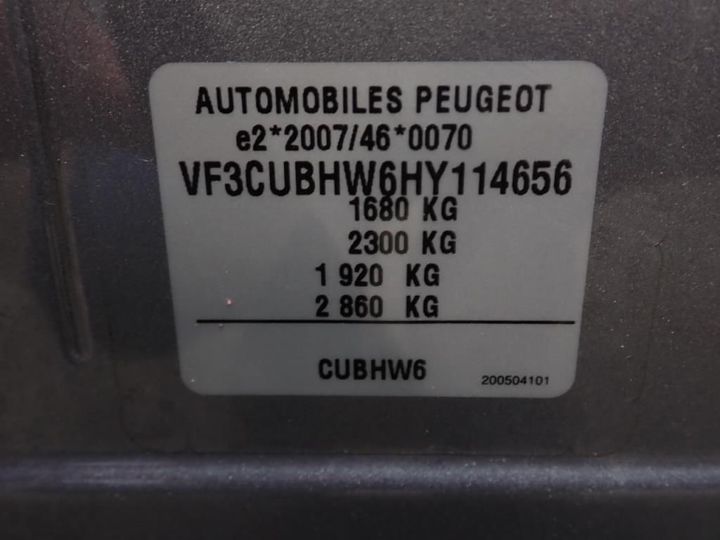 AUTOMOBILES PEUGEOT
e2*2007/46*0070
VF3CUBHW6HY114656
1680 KG
2300 KG
1 920 KG
2 860 KG
CUBHW6
200504101